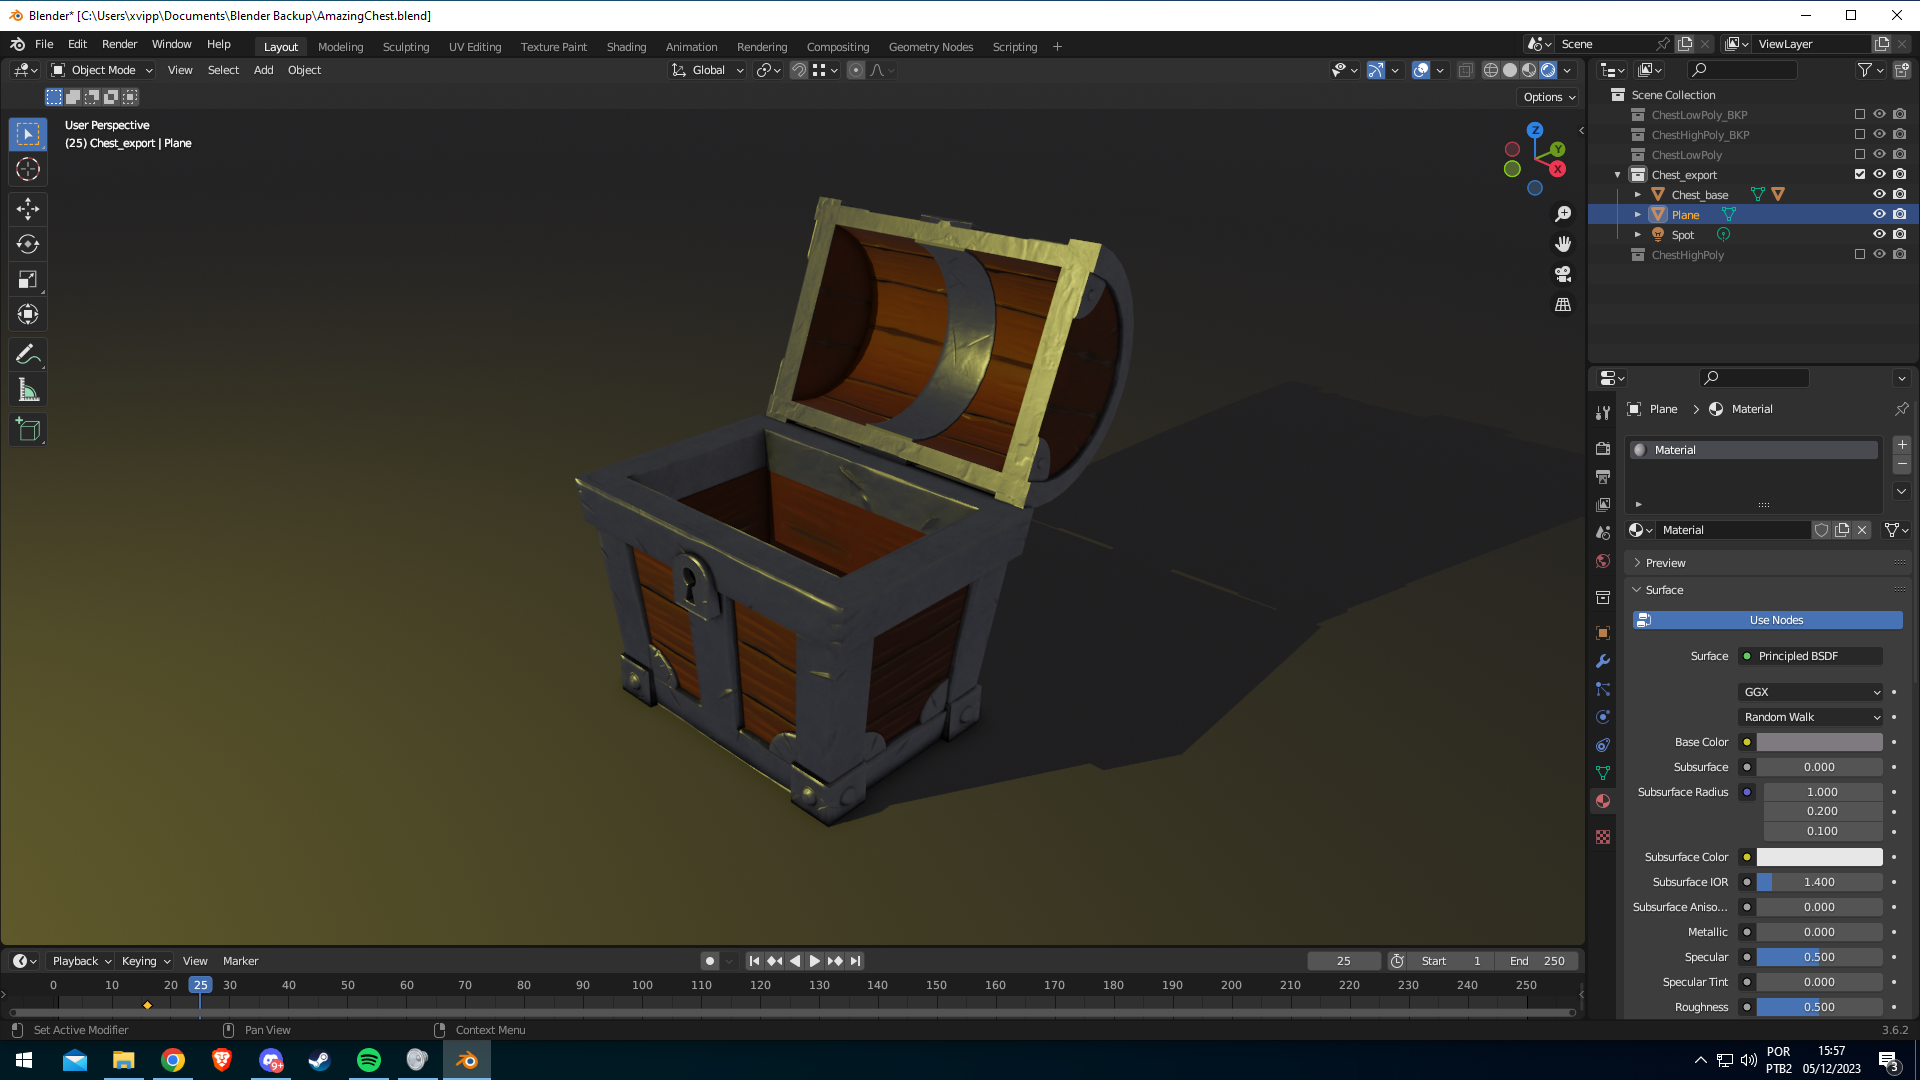 Blender* [C:\Users\xvipp\Documents\Blender Backup\AmazingChest.blend]
File Edit Render Window Help Layout Modeling Sculpting UV Editing Texture Paint Shading Animation Rendering Compositing Geometry Nodes Scripting + Scene ViewLayer
Object Mode View Select Add Object Global
Options
User Perspective
(25) Chest_export | Plane
Z
Y
X
Scene Collection
ChestLowPoly_BKP
ChestHighPoly_BKP
ChestLowPoly
Chest_export
Chest_base
Plane
Spot
ChestHighPoly
Plane > Material
Material
Material
Preview
Surface
Use Nodes
Surface Principled BSDF
GGX
Random Walk
Base Color
Subsurface 0.000
Subsurface Radius 1.000
0.200
0.100
Subsurface Color
Subsurface IOR 1.400
Subsurface Aniso... 0.000
Metallic 0.000
Specular 0.500
Specular Tint 0.000
Roughness 0.500
Playback Keying View Marker 25 Start 1 End 250
0 10 20 25 30 40 50 60 70 80 90 100 110 120 130 140 150 160 170 180 190 200 210 220 230 240 250
Set Active Modifier Pan View Context Menu 3.6.2
9+
POR
PTB2
15:57
05/12/2023
3